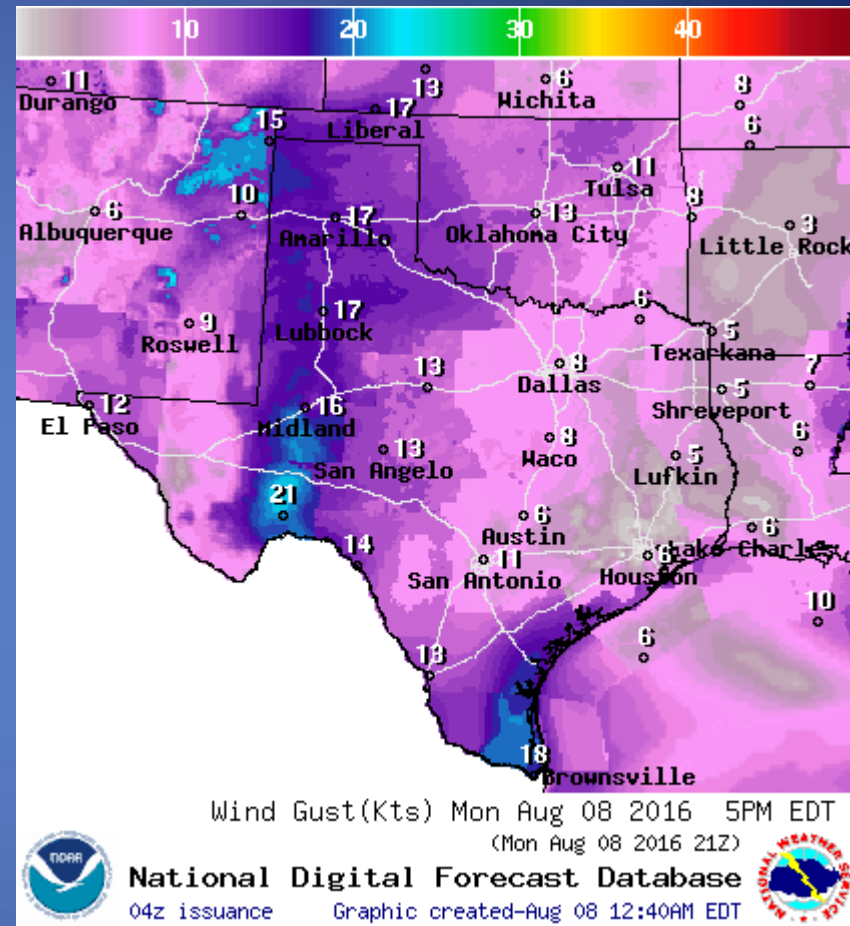 10 20 30 40
11 13 6 8
Durango Wichita
17
Liberal
15 6
11
Tulsa
6 10 17 13 8 3
Albuquerque Amarillo Oklahoma City Little Rock
9 17 6 5
Roswell Lubbock Texarkana
13 8 7
Dallas 5
12 16 Shreveport
El Paso Midland
13 8 5 6
San Angelo Waco Lufkin
21 6 6
Austin Lake Charles
14 11 6
San Antonio Houston
10
6
13
18
Brownsville
Wind Gust(Kts) Mon Aug 08 2016 5PM EDT
(Mon Aug 08 2016 21Z)
National Digital Forecast Database
04z issuance Graphic created-Aug 08 12:40AM EDT
NOAA
NATIONAL WEATHER SERVICE